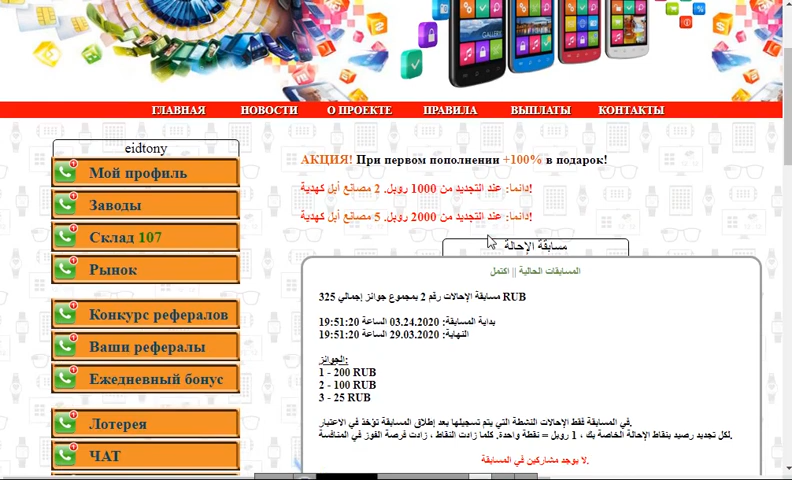 GALLERY
ГЛАВНАЯ НОВОСТИ О ПРОЕКТЕ ПРАВИЛА ВЫПЛАТЫ КОНТАКТЫ
eidtony
Мой профиль
Заводы
Склад 107
Рынок
Конкурс рефералов
Ваши рефералы
Ежедневный бонус
Лотерея
ЧАТ
АКЦИЯ! При первом пополнении +100% в подарок!
دائما: عند التجديد من 1000 روبل. 2 مصانع أبل كهدية!
دائما: عند التجديد من 2000 روبل. 5 مصانع أبل كهدية!
مسابقة الإحالة
المسابقات الحالية || اكتمل
مسابقة الإحالات رقم 2 بمجموع جوائز إجمالي 325 RUB
بداية المسابقة: 03.24.2020 الساعة 19:51:20
النهاية: 29.03.2020 الساعة 19:51:20
الجوائز:
1 - 200 RUB
2 - 100 RUB
3 - 25 RUB
في المسابقة فقط الإحالات النشطة التي يتم تسجيلها بعد إطلاق المسابقة تؤخذ في الاعتبار.
لكل تجديد رصيد بنقاط الإحالة الخاصة بك ، 1 روبل = نقطة واحدة. كلما زادت النقاط ، زادت فرصة الفوز في المنافسة.
لا يوجد مشاركين في المسابقة.